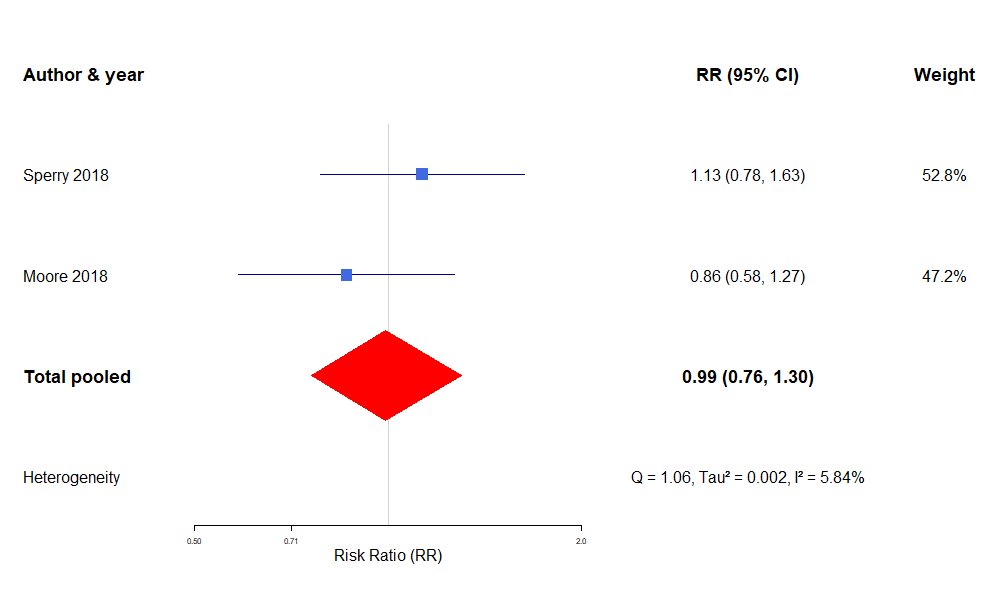 Author & year RR (95% CI) Weight
Sperry 2018 1.13 (0.78, 1.63) 52.8%
Moore 2018 0.86 (0.58, 1.27) 47.2%
Total pooled 0.99 (0.76, 1.30)
Heterogeneity Q = 1.06, Tau² = 0.002, I² = 5.84%
0.50 0.71 2.0
Risk Ratio (RR)